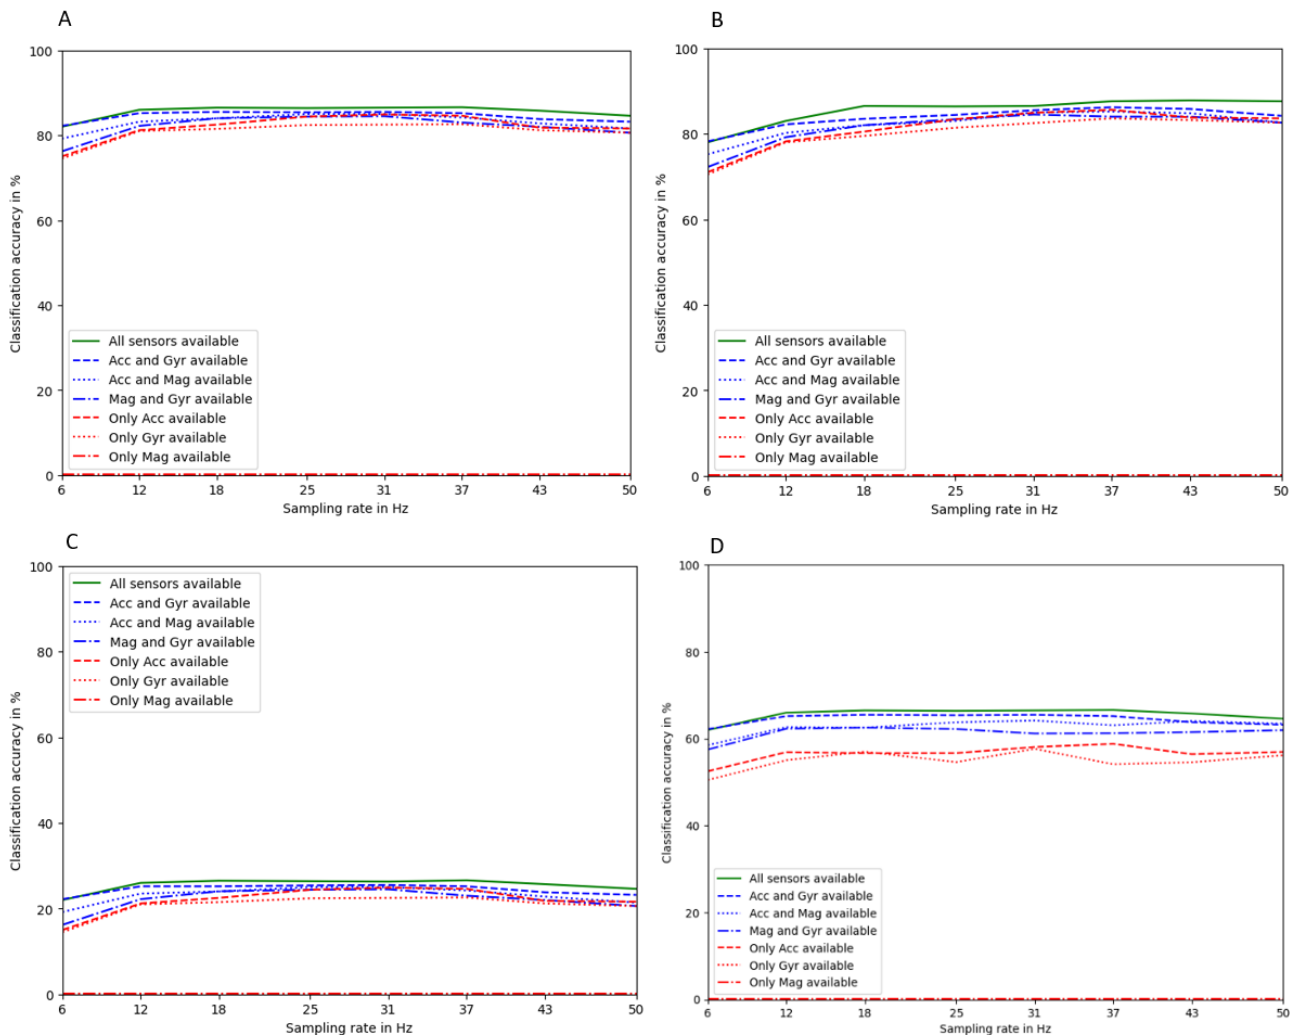 A
100
80
60
40
20
0
Classification accuracy in %
All sensors available
Acc and Gyr available
Acc and Mag available
Mag and Gyr available
Only Acc available
Only Gyr available
Only Mag available
6 12 18 25 31 37 43 50
Sampling rate in Hz
B
100
80
60
40
20
0
Classification accuracy in %
All sensors available
Acc and Gyr available
Acc and Mag available
Mag and Gyr available
Only Acc available
Only Gyr available
Only Mag available
6 12 18 25 31 37 43 50
Sampling rate in Hz
C
100
80
60
40
20
0
Classification accuracy in %
All sensors available
Acc and Gyr available
Acc and Mag available
Mag and Gyr available
Only Acc available
Only Gyr available
Only Mag available
6 12 18 25 31 37 43 50
Sampling rate in Hz
D
100
80
60
40
20
0
Classification accuracy in %
All sensors available
Acc and Gyr available
Acc and Mag available
Mag and Gyr available
Only Acc available
Only Gyr available
Only Mag available
6 12 18 25 31 37 43 50
Sampling rate in Hz